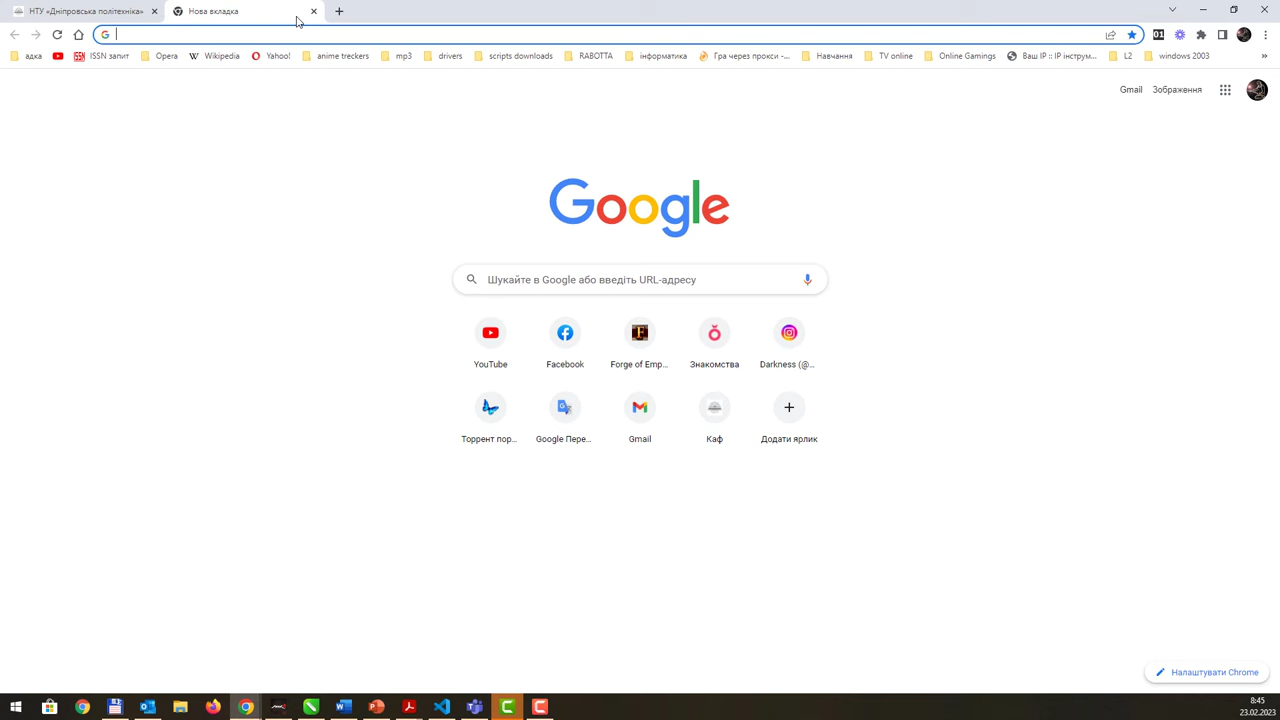 НТУ «Дніпровська політехніка»
Нова вкладка
адка
ISSN запит
Opera
Wikipedia
Yahoo!
anime treckers
mp3
drivers
scripts downloads
RABOTTA
інформатика
Гра через прокси -...
Навчання
TV online
Online Gamings
Ваш IP :: IP інструм...
L2
windows 2003
Gmail
Зображення
Google
Шукайте в Google або введіть URL-адресу
YouTube
Facebook
Forge of Emp...
Знакомства
Darkness (@...
Торрент пор...
Google Пере...
Gmail
Каф
Додати ярлик
Налаштувати Chrome
8:45
23.02.2023